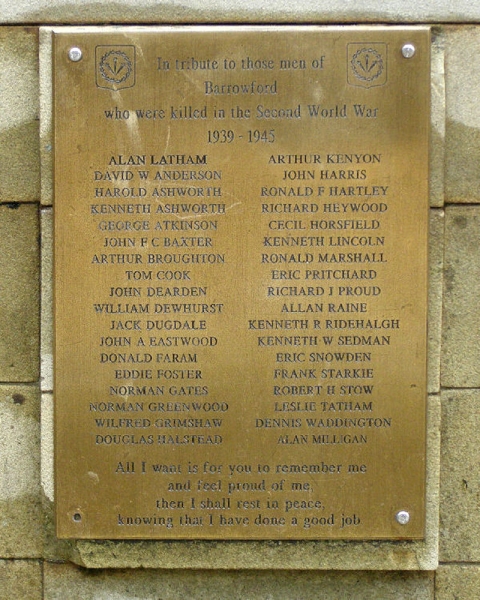 In tribute to those men of
Barrowford
who were killed in the Second World War
1939 - 1945
ALAN LATHAM
DAVID W ANDERSON
HAROLD ASHWORTH
KENNETH ASHWORTH
GEORGE ATKINSON
JOHN F C BAXTER
ARTHUR BROUGHTON
TOM COOK
JOHN DEARDEN
WILLIAM DEWHURST
JACK DUGDALE
JOHN A EASTWOOD
DONALD FARAM
EDDIE FOSTER
NORMAN GATES
NORMAN GREENWOOD
WILFRED GRIMSHAW
DOUGLAS HALSTEAD
ARTHUR KENYON
JOHN HARRIS
RONALD F HARTLEY
RICHARD HEYWOOD
CECIL HORSFIELD
KENNETH LINCOLN
RONALD MARSHALL
ERIC PRITCHARD
RICHARD J PROUD
ALLAN RAINE
KENNETH R RIDEHALGH
KENNETH W SEDMAN
ERIC SNOWDEN
FRANK STARKIE
ROBERT H STOW
LESLIE TATHAM
DENNIS WADDINGTON
ALAN MILLIGAN
All I want is for you to remember me
and feel proud of me,
then I shall rest in peace,
knowing that I have done a good job